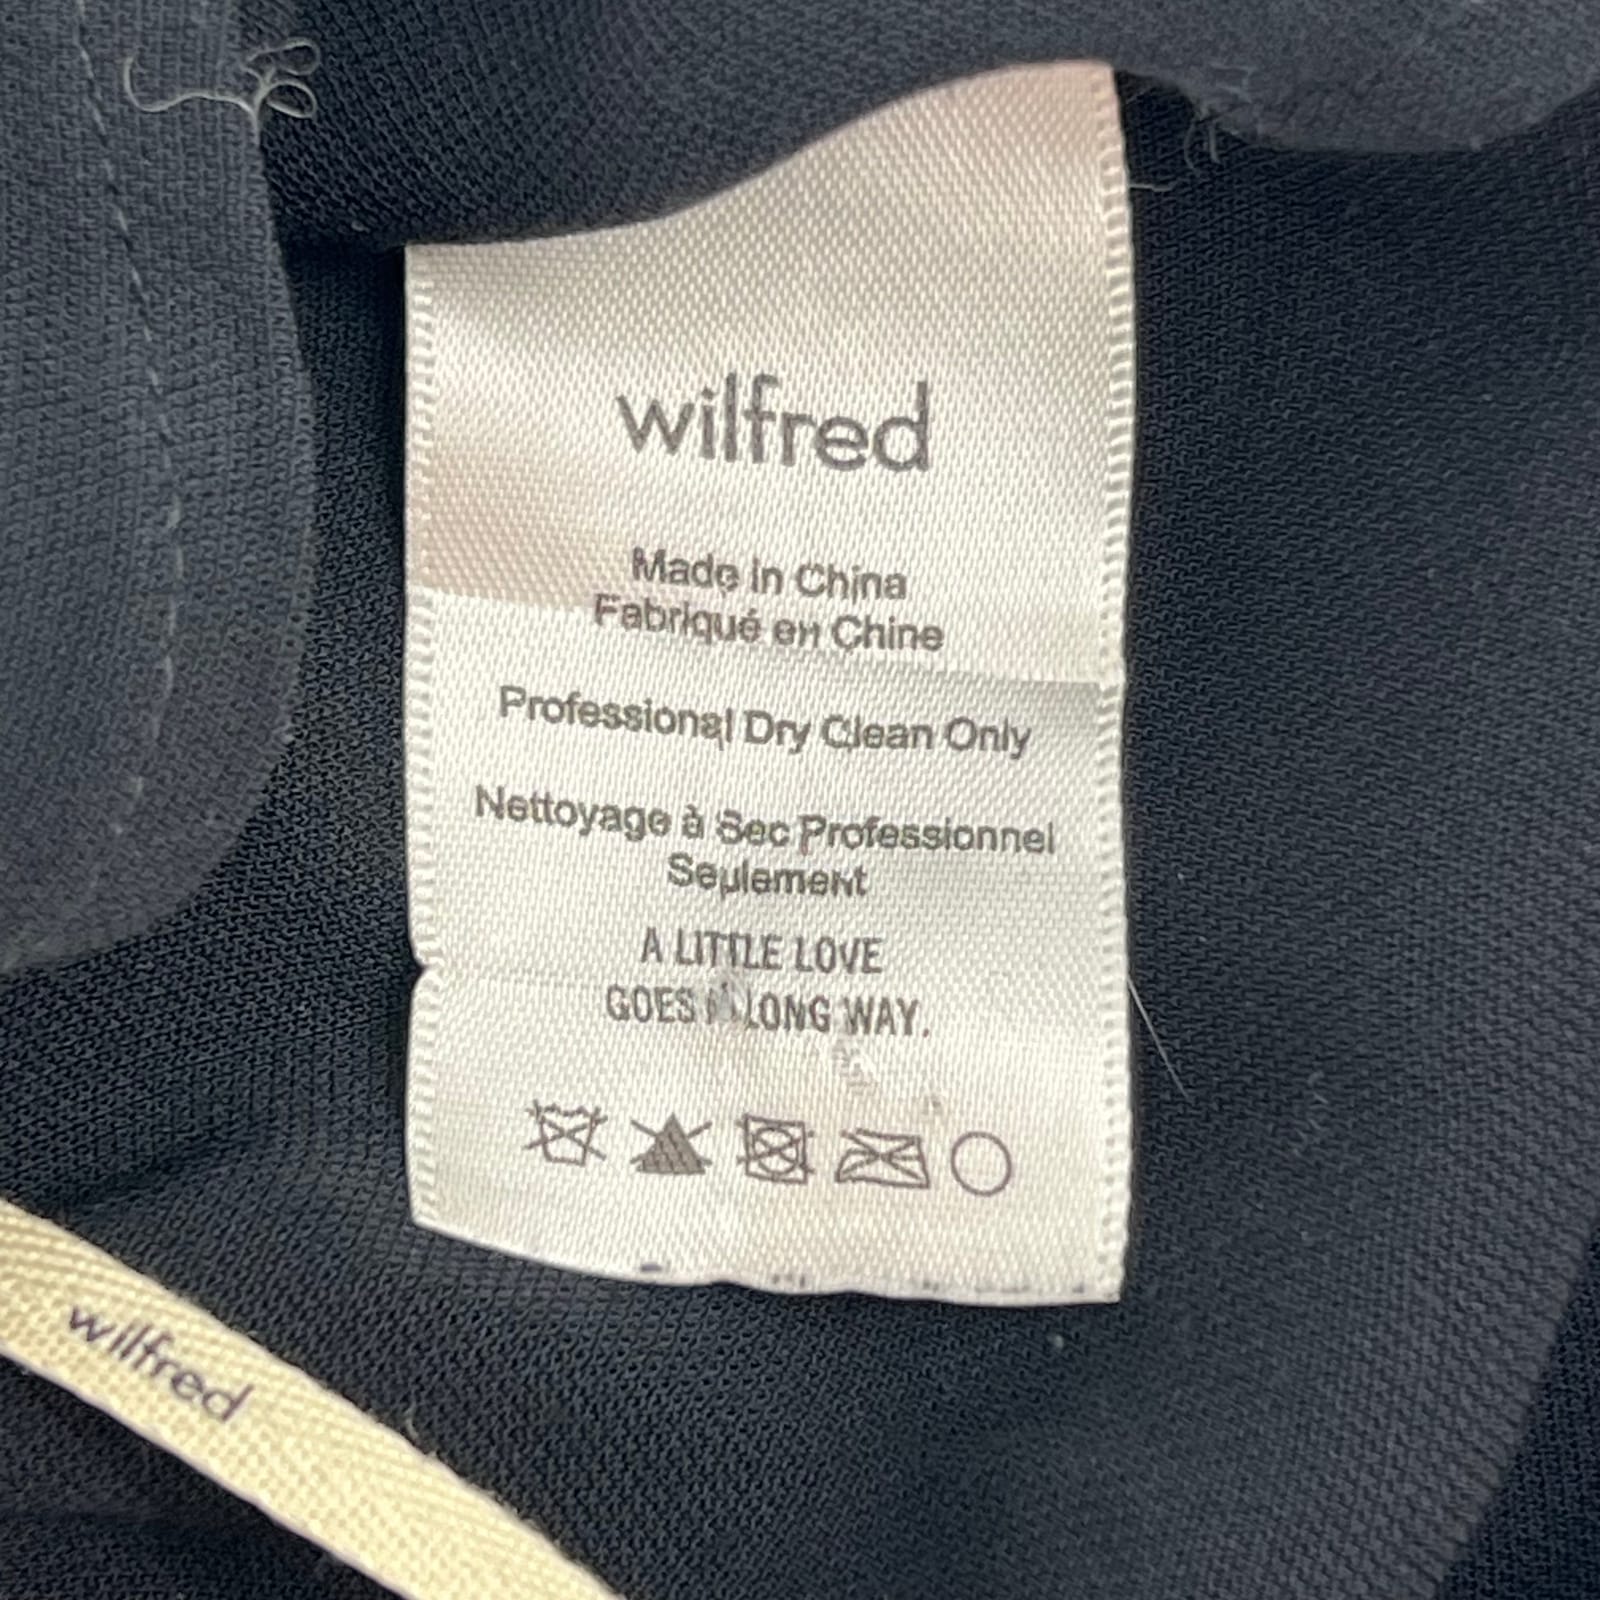 wilfred
Made in China
Fabriqué en Chine
Professional Dry Clean Only
Nettoyage à Sec Professionnel
Seulement
A LITTLE LOVE
GOES A LONG WAY.
wilfred